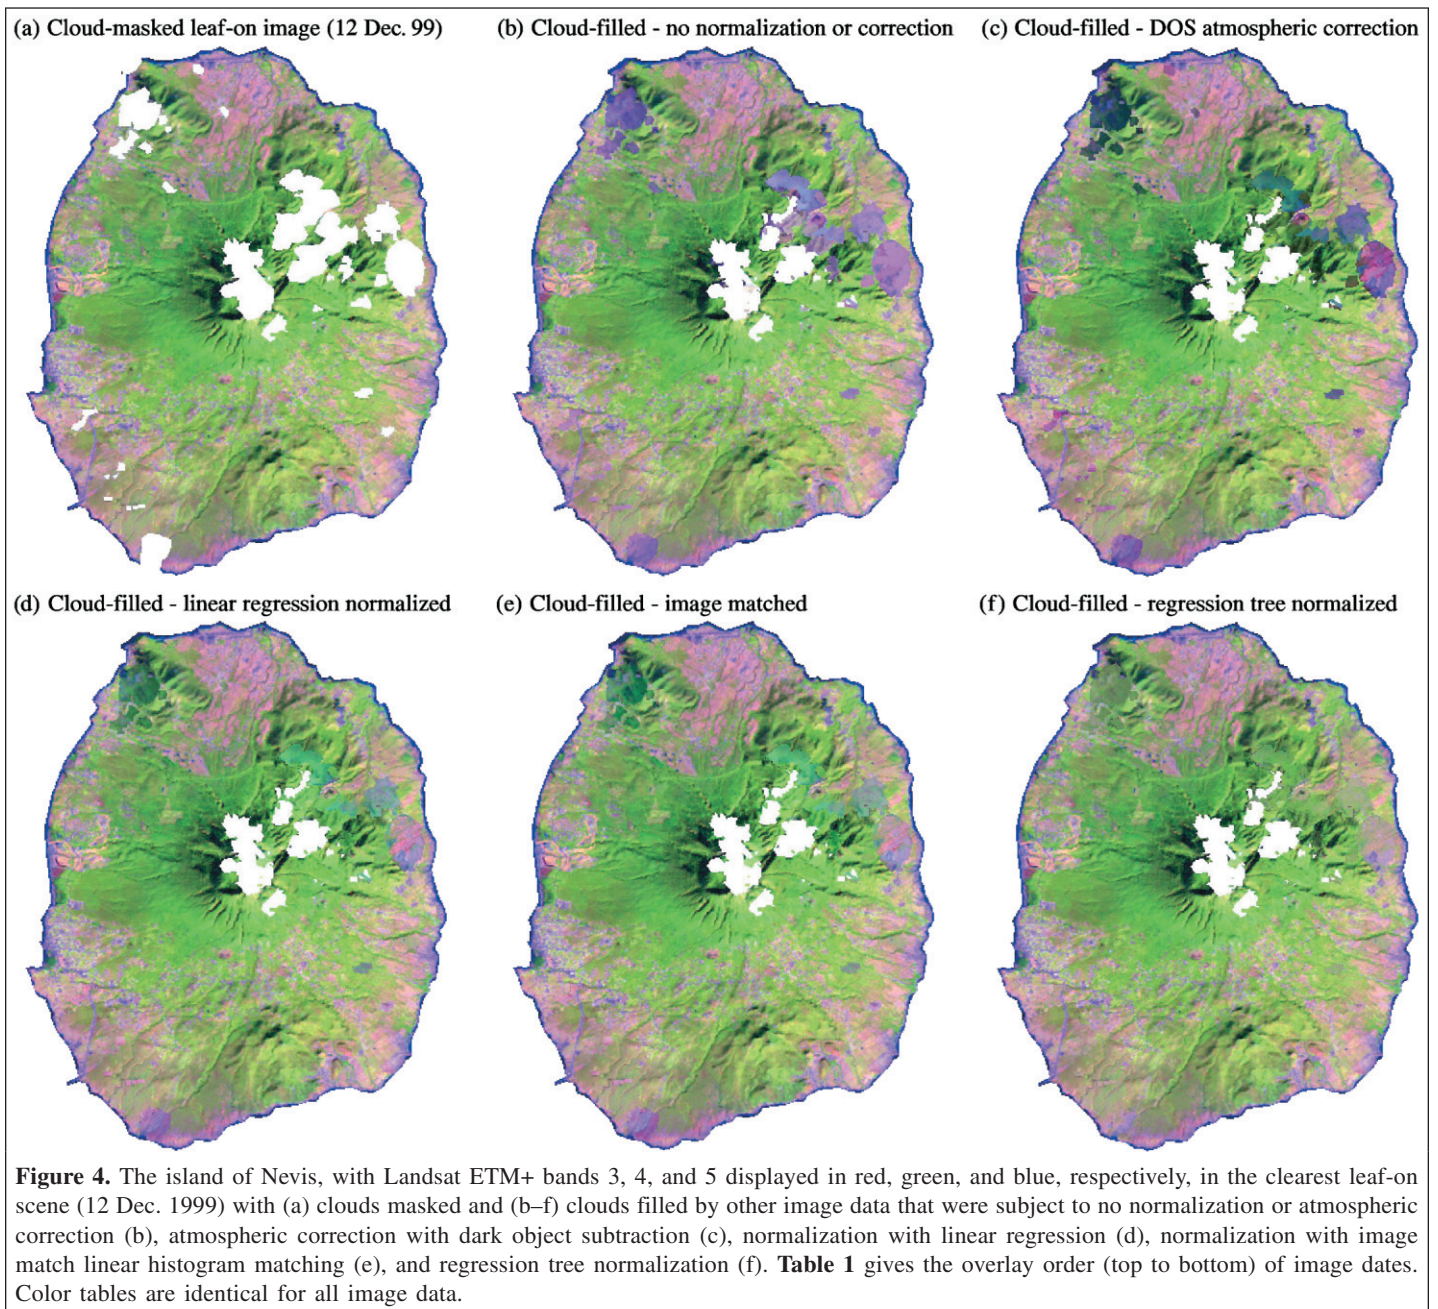 (a) Cloud-masked leaf-on image (12 Dec. 99)
(b) Cloud-filled - no normalization or correction
(c) Cloud-filled - DOS atmospheric correction
(d) Cloud-filled - linear regression normalized
(e) Cloud-filled - image matched
(f) Cloud-filled - regression tree normalized
Figure 4. The island of Nevis, with Landsat ETM+ bands 3, 4, and 5 displayed in red, green, and blue, respectively, in the clearest leaf-on
scene (12 Dec. 1999) with (a) clouds masked and (b–f) clouds filled by other image data that were subject to no normalization or atmospheric
correction (b), atmospheric correction with dark object subtraction (c), normalization with linear regression (d), normalization with image
match linear histogram matching (e), and regression tree normalization (f). Table 1 gives the overlay order (top to bottom) of image dates.
Color tables are identical for all image data.